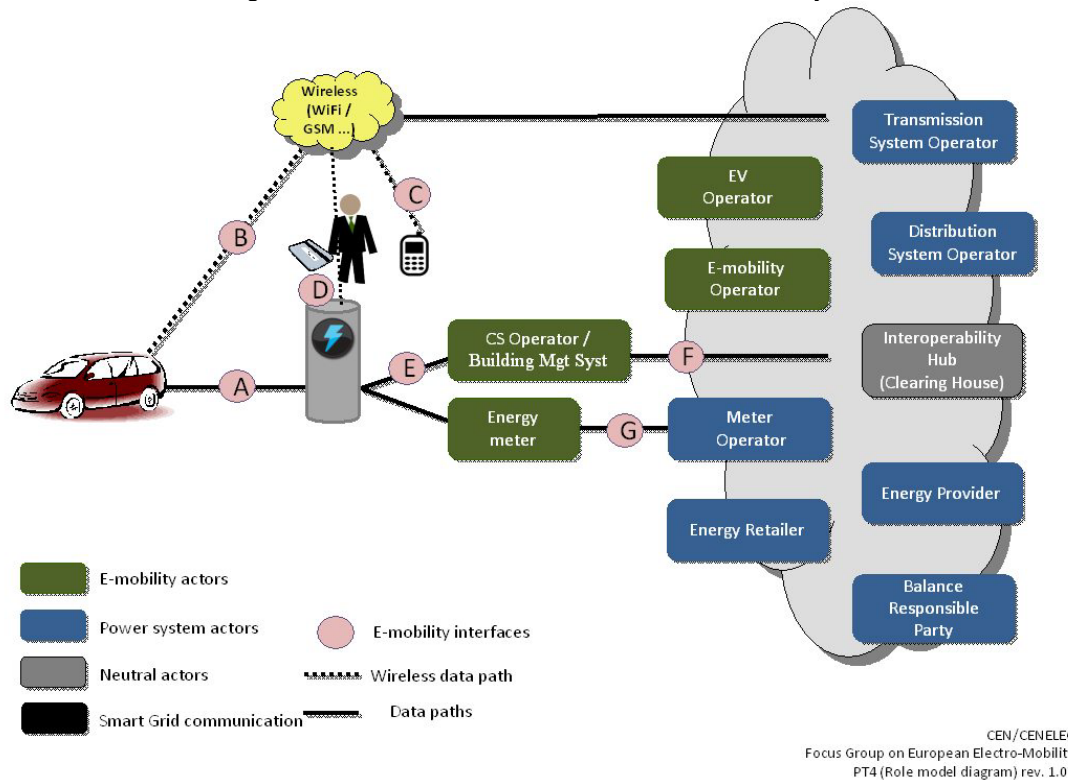 Wireless
(WiFi /
GSM ...)
Transmission
System Operator
EV
Operator
C
B
Distribution
System Operator
E-mobility
Operator
D
CS Operator /
Building Mgt Syst
Interoperability
Hub
(Clearing House)
E
F
A
Energy
meter
G
Meter
Operator
Energy Provider
Energy Retailer
E-mobility actors
Balance
Responsible
Party
Power system actors
E-mobility interfaces
Neutral actors
Wireless data path
Smart Grid communication
Data paths
CEN/CENELE
Focus Group on European Electro-Mobilit
PT4 (Role model diagram) rev. 1.0